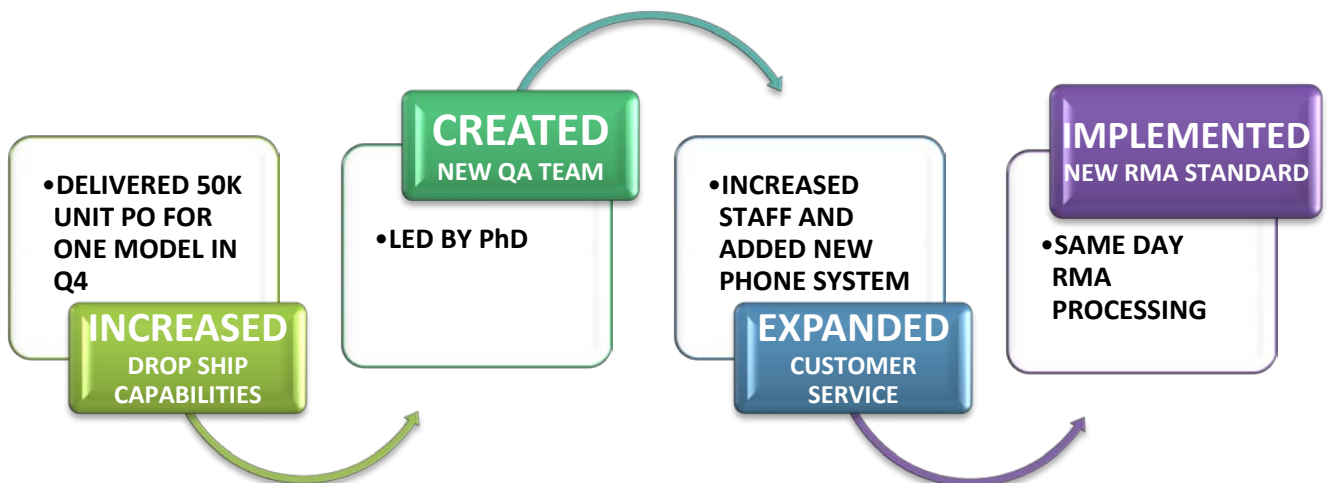 •DELIVERED 50K
UNIT PO FOR
ONE MODEL IN
Q4
INCREASED
DROP SHIP
CAPABILITIES
CREATED
NEW QA TEAM
•LED BY PhD
•INCREASED
STAFF AND
ADDED NEW
PHONE SYSTEM
EXPANDED
CUSTOMER
SERVICE
IMPLEMENTED
NEW RMA STANDARD
•SAME DAY
RMA
PROCESSING